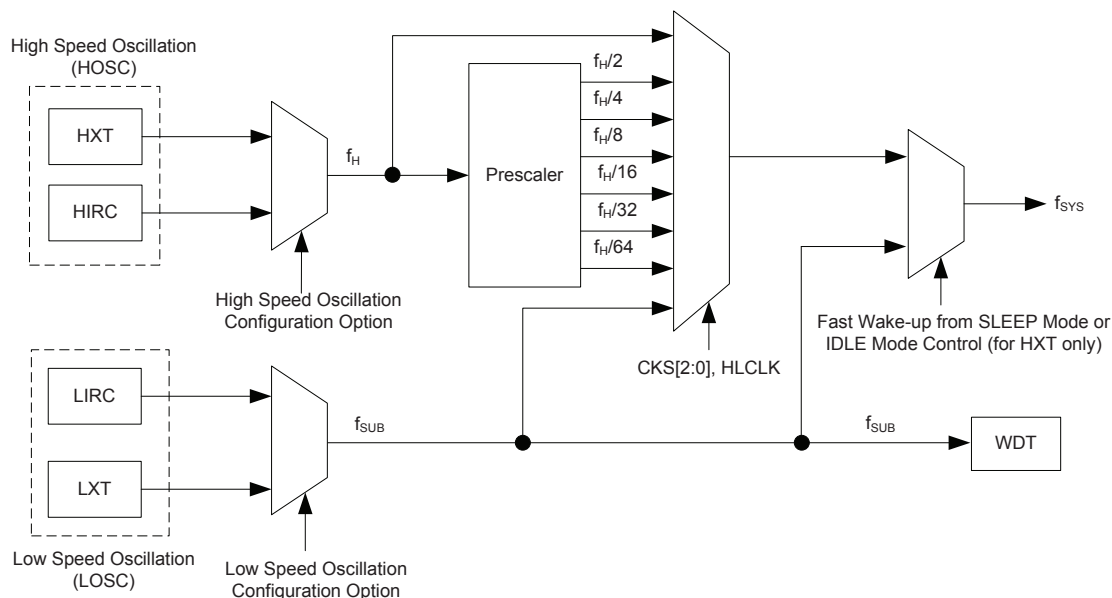 High Speed Oscillation
(HOSC)
HXT
HIRC
fH
High Speed Oscillation
Configuration Option
Prescaler
fH/2
fH/4
fH/8
fH/16
fH/32
fH/64
CKS[2:0], HLCLK
fSYS
Fast Wake-up from SLEEP Mode or
IDLE Mode Control (for HXT only)
LIRC
LXT
Low Speed Oscillation
(LOSC)
fSUB
Low Speed Oscillation
Configuration Option
fSUB
WDT